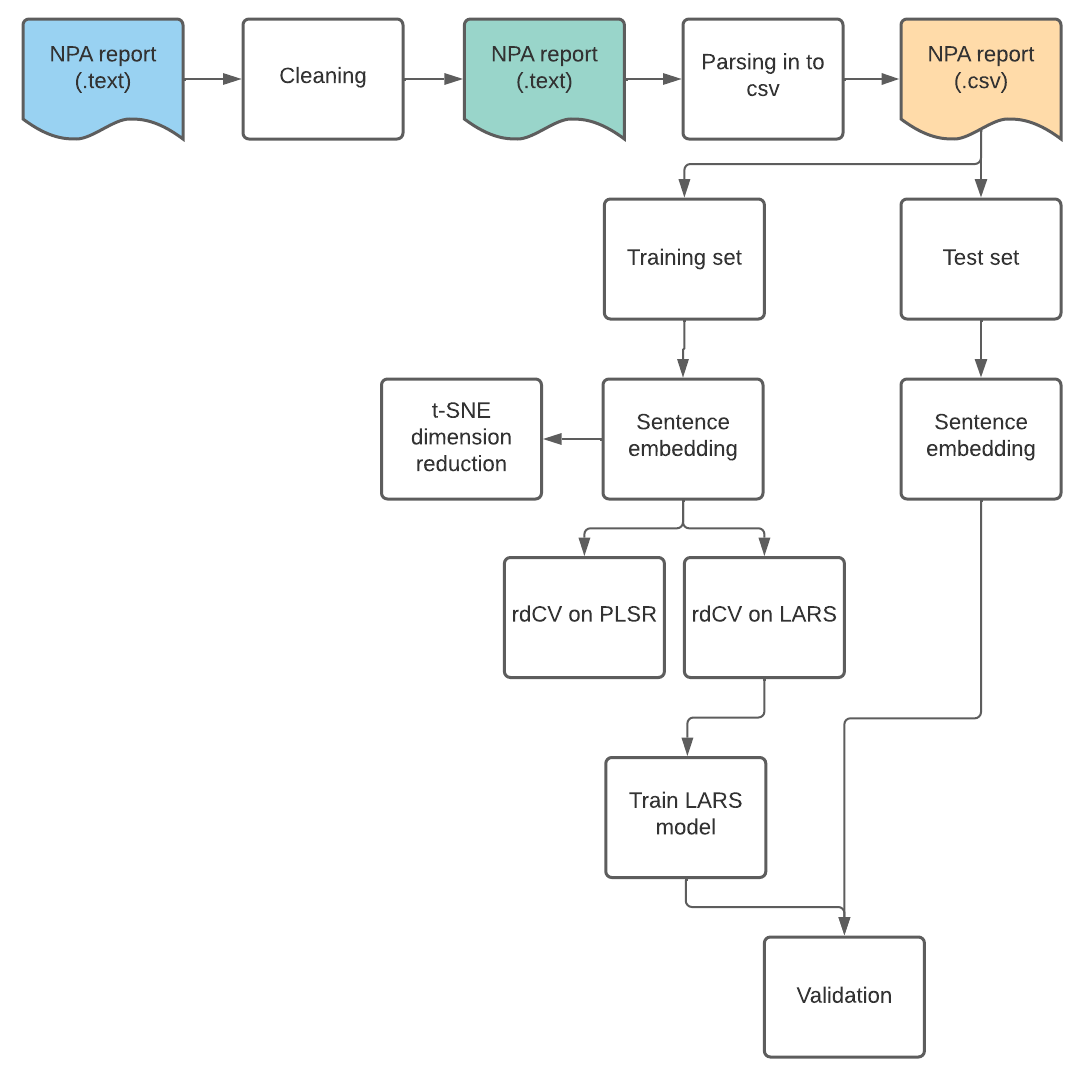 NPA report
(.text)
Cleaning
NPA report
(.text)
Parsing in to
csv
NPA report
(.csv)
Training set
Test set
t-SNE
dimension
reduction
Sentence
embedding
Sentence
embedding
rdCV on PLSR
rdCV on LARS
Train LARS
model
Validation